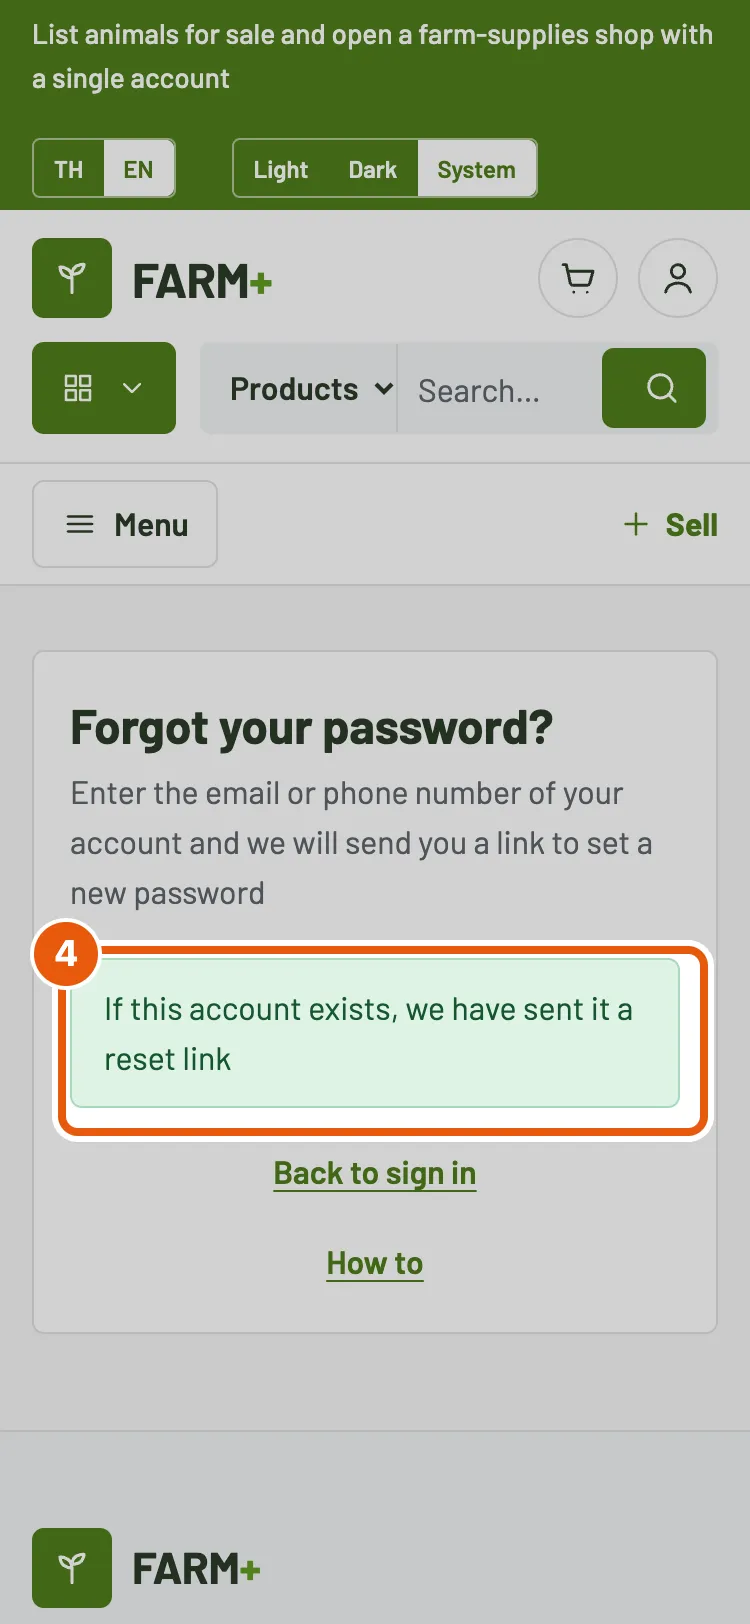 List animals for sale and open a farm-supplies shop with
a single account
TH EN Light Dark System
FARM+
Products Search...
Menu + Sell
Forgot your password?
Enter the email or phone number of your
account and we will send you a link to set a
new password
4
If this account exists, we have sent it a
reset link
Back to sign in
How to
FARM+